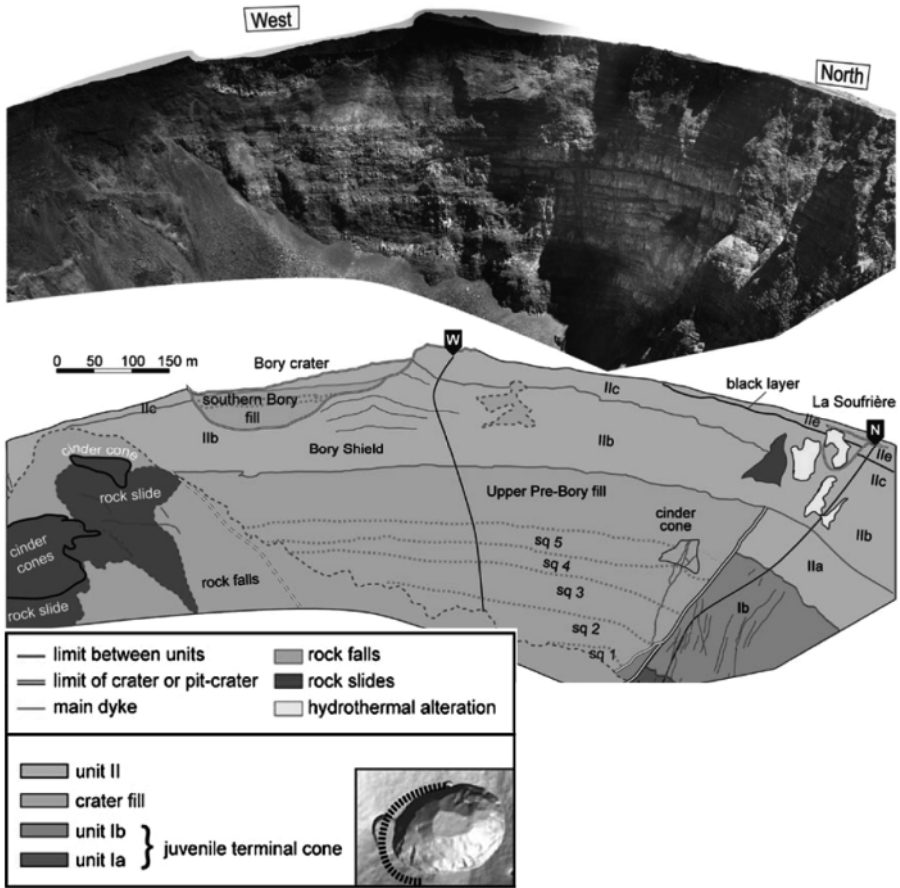 West
North
W
0 50 100 150 m
Bory crater
black layer
IIc
La Soufrière
IIc
southern Bory
fill
IIe
N
IIe
IIb
Bory Shield
IIb
IIc
cinder cone
rock slide
Upper Pre-Bory fill
cinder
cone
IIb
sq 5
cinder
cones
sq 4
IIa
rock falls
sq 3
Ib
rock slide
sq 2
sq 1
limit between units
limit of crater or pit-crater
main dyke
rock falls
rock slides
hydrothermal alteration
unit II
crater fill
unit Ib
unit Ia
} juvenile terminal cone